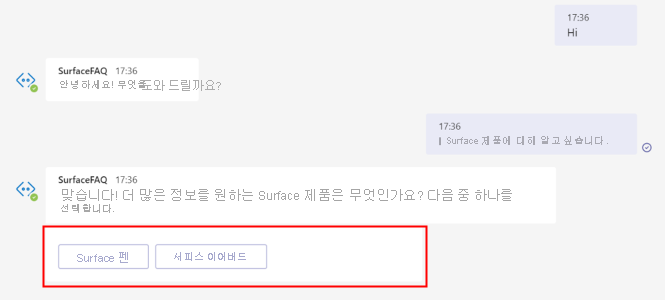 17:36
Hi
SurfaceFAQ 17:36
안녕하세요! 무엇을 도와 드릴까요?
17:36
Surface 제품에 대해 알고 싶습니다.
SurfaceFAQ 17:36
맞습니다! 더 많은 정보를 원하는 Surface 제품은 무엇인가요? 다음 중 하나를
선택합니다.
Surface 펜
서피스 이어버드